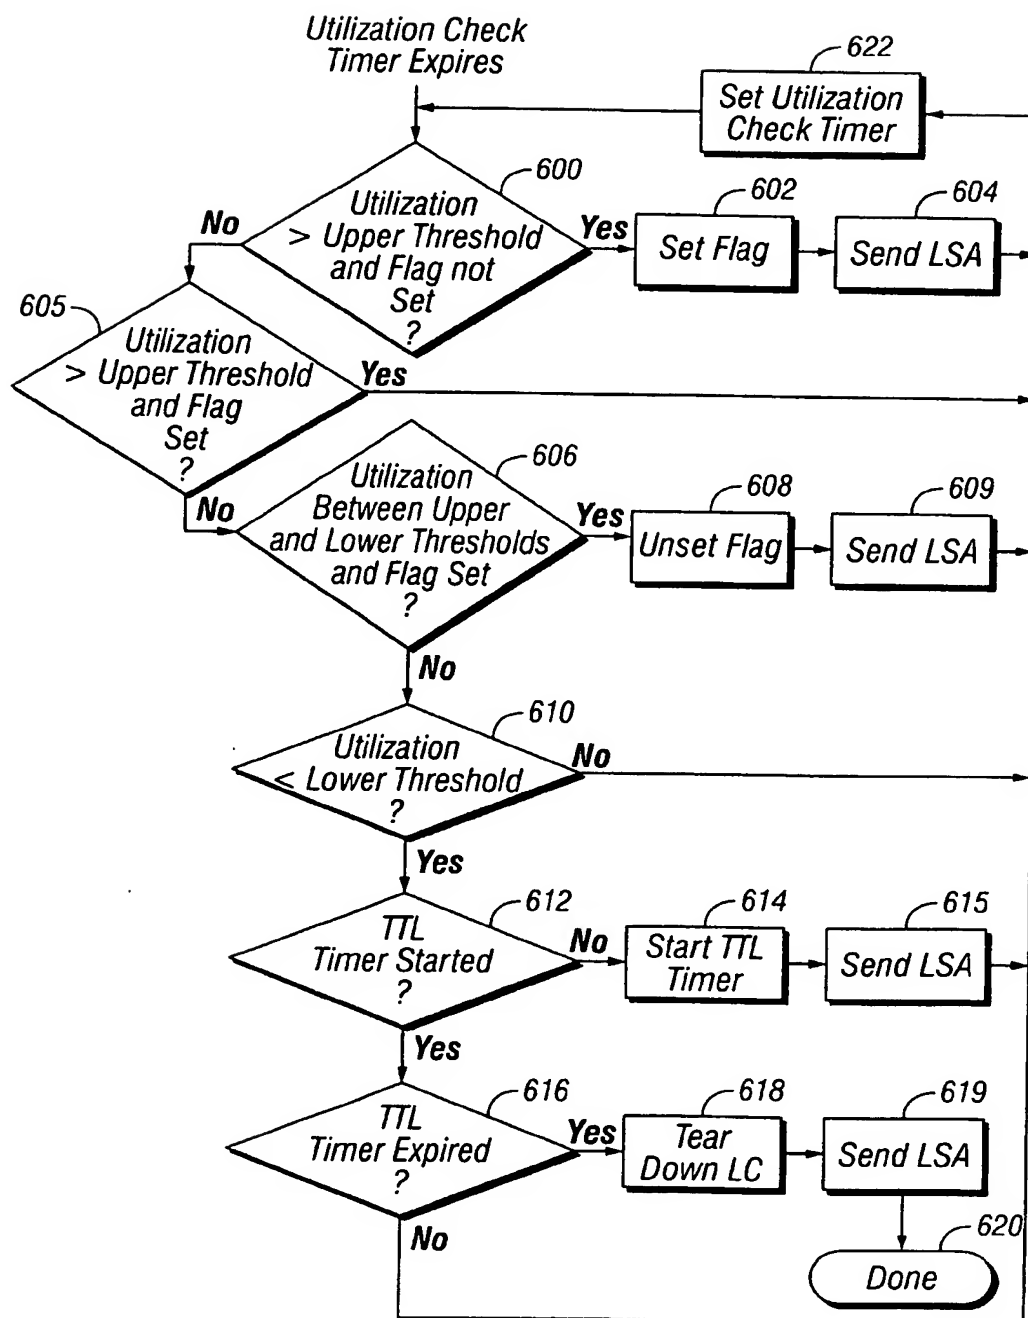 Utilization Check
Timer Expires
622
Set Utilization
Check Timer
600
Utilization
> Upper Threshold
and Flag not
Set
?
No
Yes
602
Set Flag
604
Send LSA
605
Utilization
> Upper Threshold
and Flag
Set
?
Yes
No
606
Utilization
Between Upper
and Lower Thresholds
and Flag Set
?
Yes
608
Unset Flag
609
Send LSA
No
610
Utilization
< Lower Threshold
?
No
Yes
612
TTL
Timer Started
?
No
614
Start TTL
Timer
615
Send LSA
Yes
616
TTL
Timer Expired
?
Yes
618
Tear
Down LC
619
Send LSA
No
620
Done